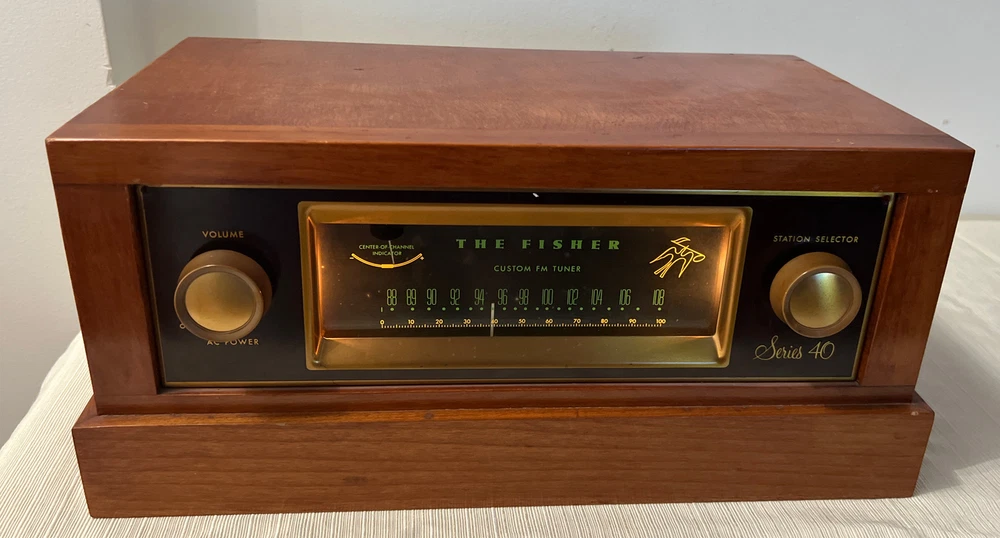 VOLUME
AC POWER
CENTER-OF-CHANNEL
INDICATOR
THE FISHER
CUSTOM FM TUNER
88 89 90 92 94 96 98 100 102 104 106 108
0 10 20 30 50 60 70 80 90 100
STATION SELECTOR
Series 40